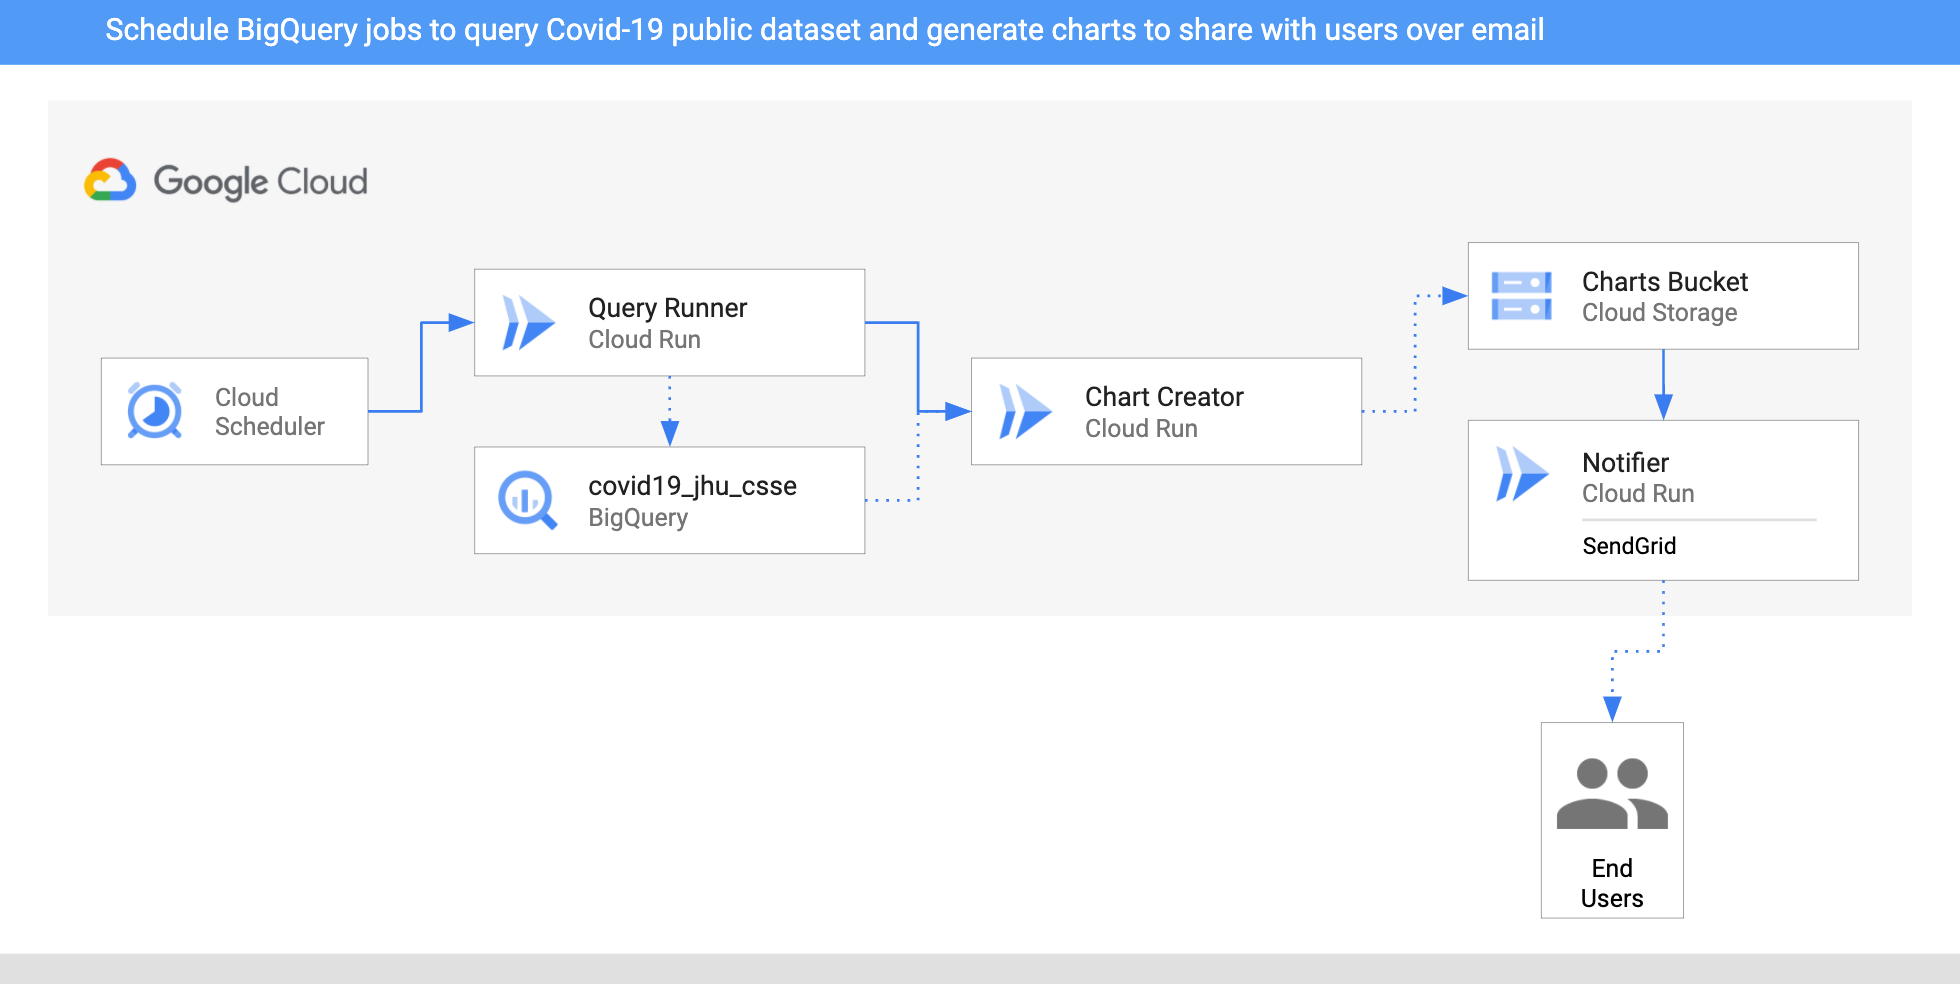 Schedule BigQuery jobs to query Covid-19 public dataset and generate charts to share with users over email
Google Cloud
Cloud
Scheduler
Query Runner
Cloud Run
covid19_jhu_csse
BigQuery
Chart Creator
Cloud Run
Charts Bucket
Cloud Storage
Notifier
Cloud Run
SendGrid
End
Users